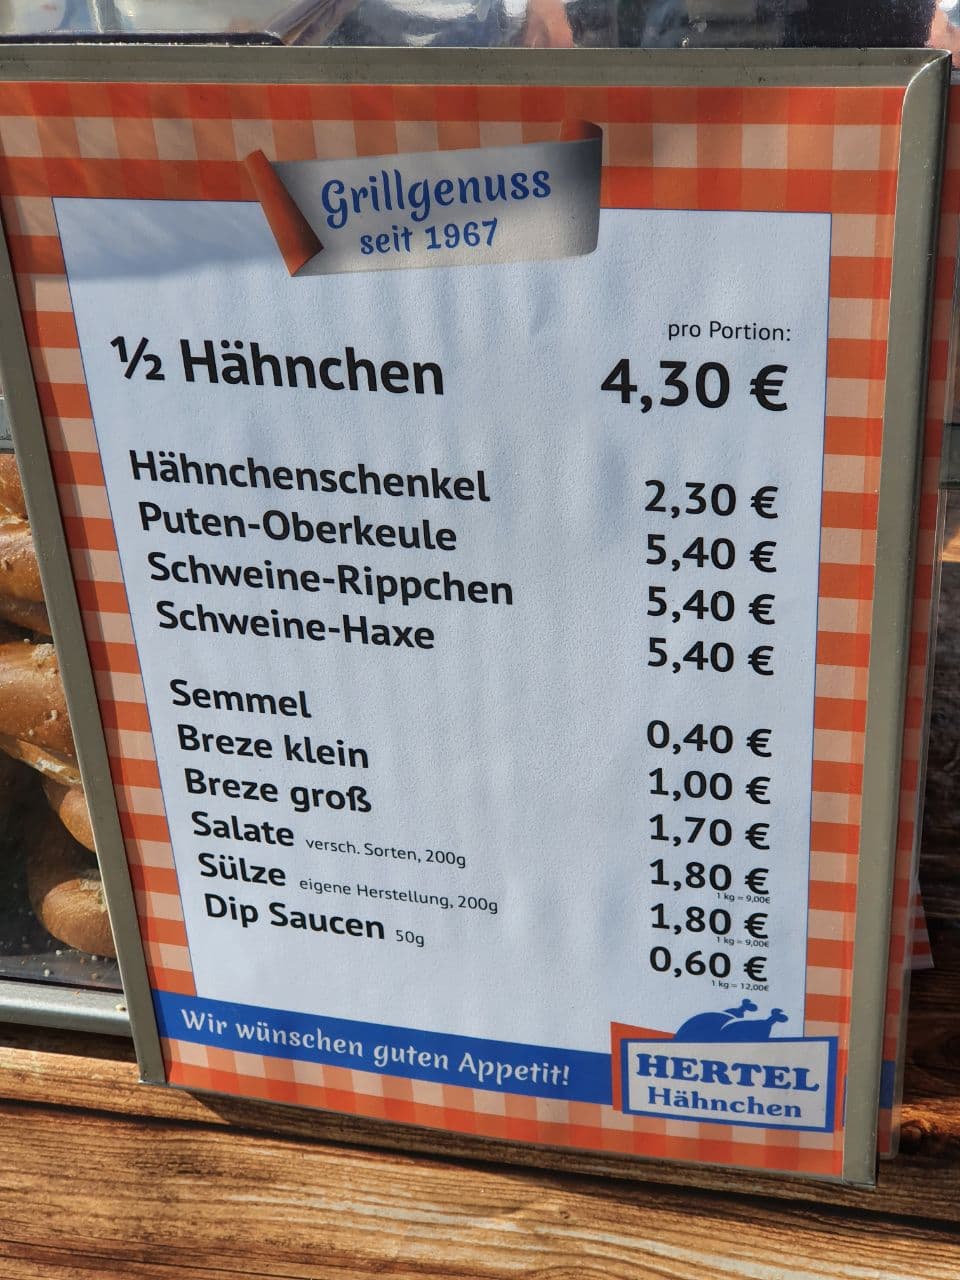 Grillgenuss
seit 1967
pro Portion:
½ Hähnchen 4,30 €
Hähnchenschenkel 2,30 €
Puten-Oberkeule 5,40 €
Schweine-Rippchen 5,40 €
Schweine-Haxe 5,40 €
Semmel 0,40 €
Breze klein 1,00 €
Breze groß 1,70 €
Salate versch. Sorten, 200g 1,80 €
1 kg = 9,00€
Sülze eigene Herstellung, 200g 1,80 €
1 kg = 9,00€
Dip Saucen 50g 0,60 €
1 kg = 12,00€
Wir wünschen guten Appetit!
HERTEL
Hähnchen